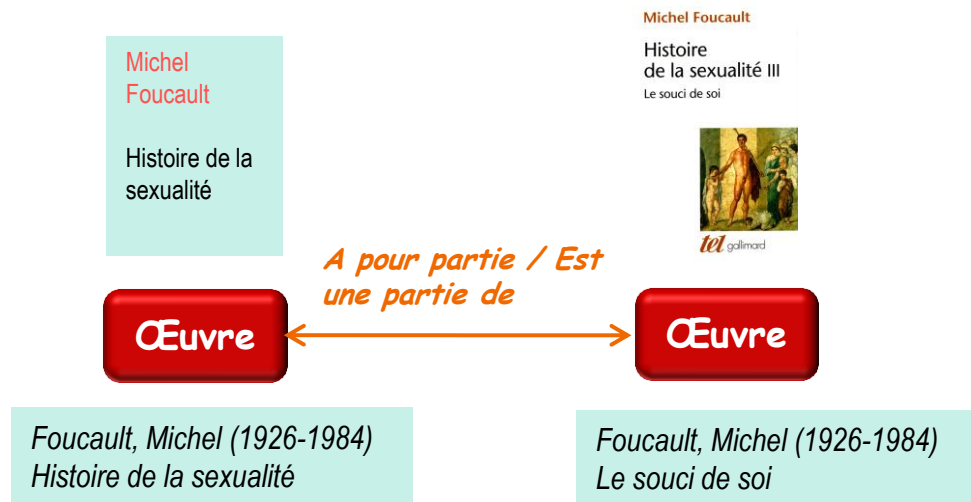 Michel
Foucault
Histoire de la
sexualité
Michel Foucault
Histoire
de la sexualité III
Le souci de soi
tel gallimard
A pour partie / Est
une partie de
Œuvre
Œuvre
Foucault, Michel (1926-1984)
Histoire de la sexualité
Foucault, Michel (1926-1984)
Le souci de soi